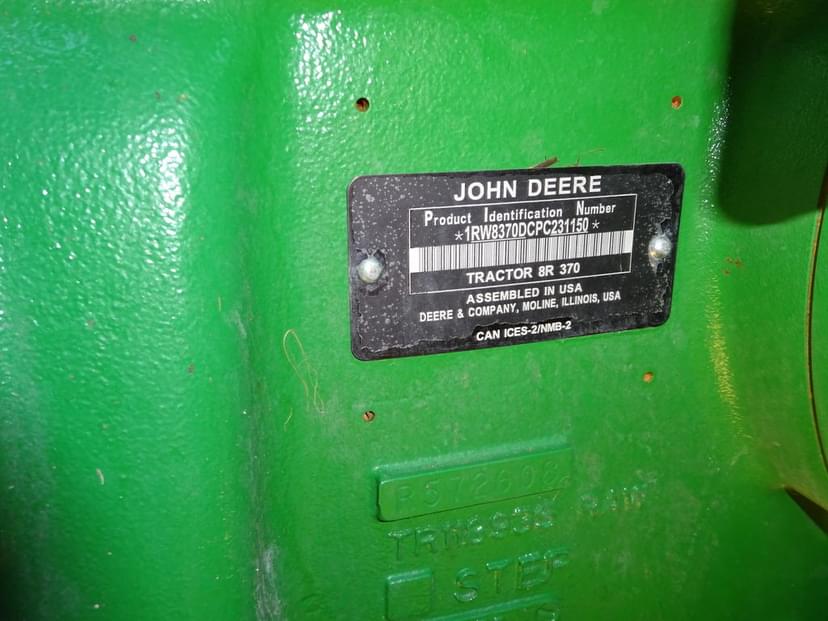 JOHN DEERE
Product Identification Number
*1RW8370DCPC231150*
TRACTOR 8R 370
ASSEMBLED IN USA
DEERE & COMPANY, MOLINE, ILLINOIS, USA
CAN ICES-2/NMB-2
R572608